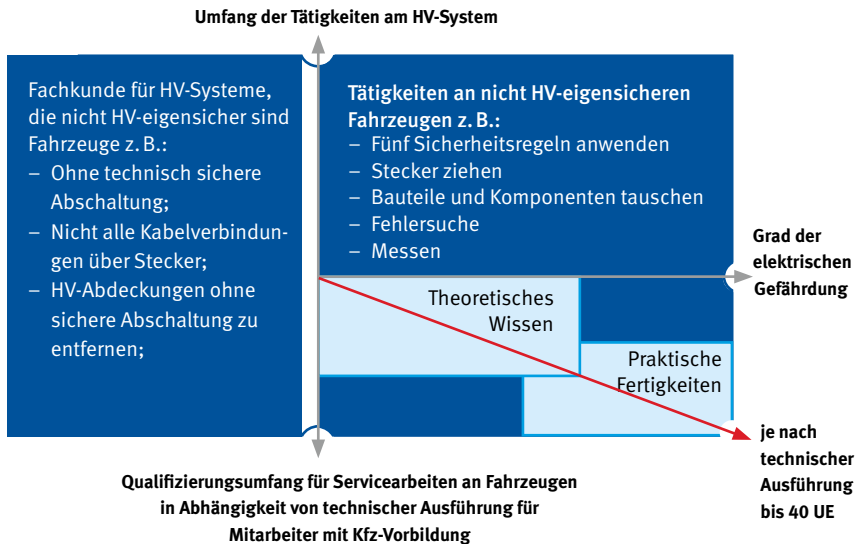 Umfang der Tätigkeiten am HV-System
Fachkunde für HV-Systeme,
die nicht HV-eigensicher sind
Fahrzeuge z. B.:
– Ohne technisch sichere
Abschaltung;
– Nicht alle Kabelverbindun-
gen über Stecker;
– HV-Abdeckungen ohne
sichere Abschaltung zu
entfernen;
Tätigkeiten an nicht HV-eigensicheren
Fahrzeugen z. B.:
– Fünf Sicherheitsregeln anwenden
– Stecker ziehen
– Bauteile und Komponenten tauschen
– Fehlersuche
– Messen
Grad der
elektrischen
Gefährdung
Theoretisches
Wissen
Praktische
Fertigkeiten
je nach
technischer
Ausführung
bis 40 UE
Qualifizierungsumfang für Servicearbeiten an Fahrzeugen
in Abhängigkeit von technischer Ausführung für
Mitarbeiter mit Kfz-Vorbildung